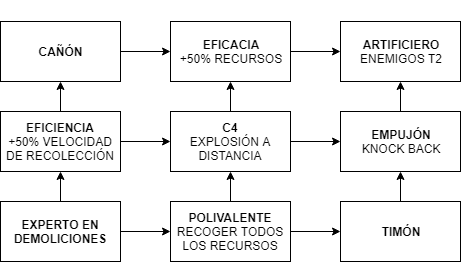 CAÑÓN
EFICACIA
+50% RECURSOS
ARTIFICIERO
ENEMIGOS T2
EFICIENCIA
+50% VELOCIDAD
DE RECOLECCIÓN
C4
EXPLOSIÓN A
DISTANCIA
EMPUJÓN
KNOCK BACK
EXPERTO EN
DEMOLICIONES
POLIVALENTE
RECOGER TODOS
LOS RECURSOS
TIMÓN